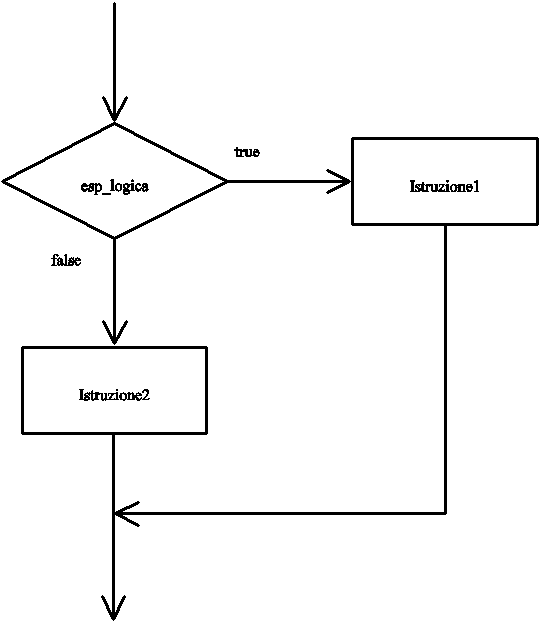 true
esp_logica
Istruzione1
false
Istruzione2